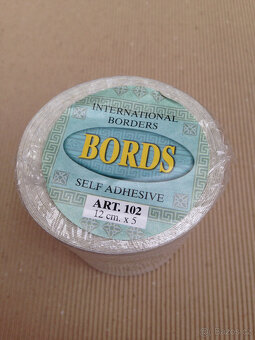 INTERNATIONAL
BORDERS
BORDS
SELF ADHESIVE
ART. 102
12 cm. x 5